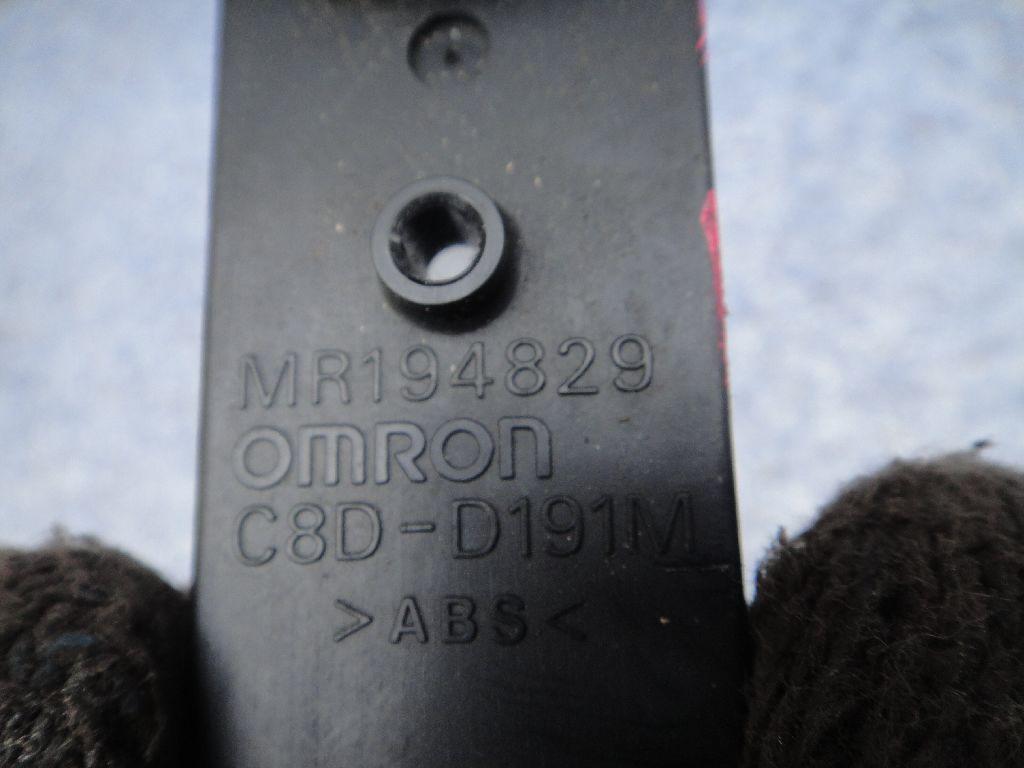 MR194829
OMRON
C8D-D191M
>ABS<